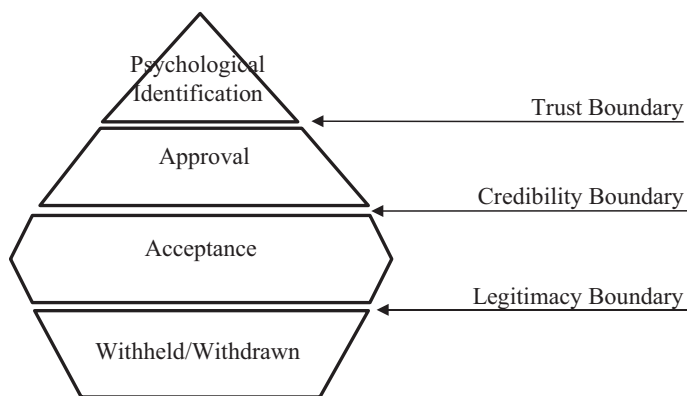 Psychological
Identification
Trust Boundary
Approval
Credibility Boundary
Acceptance
Legitimacy Boundary
Withheld/Withdrawn